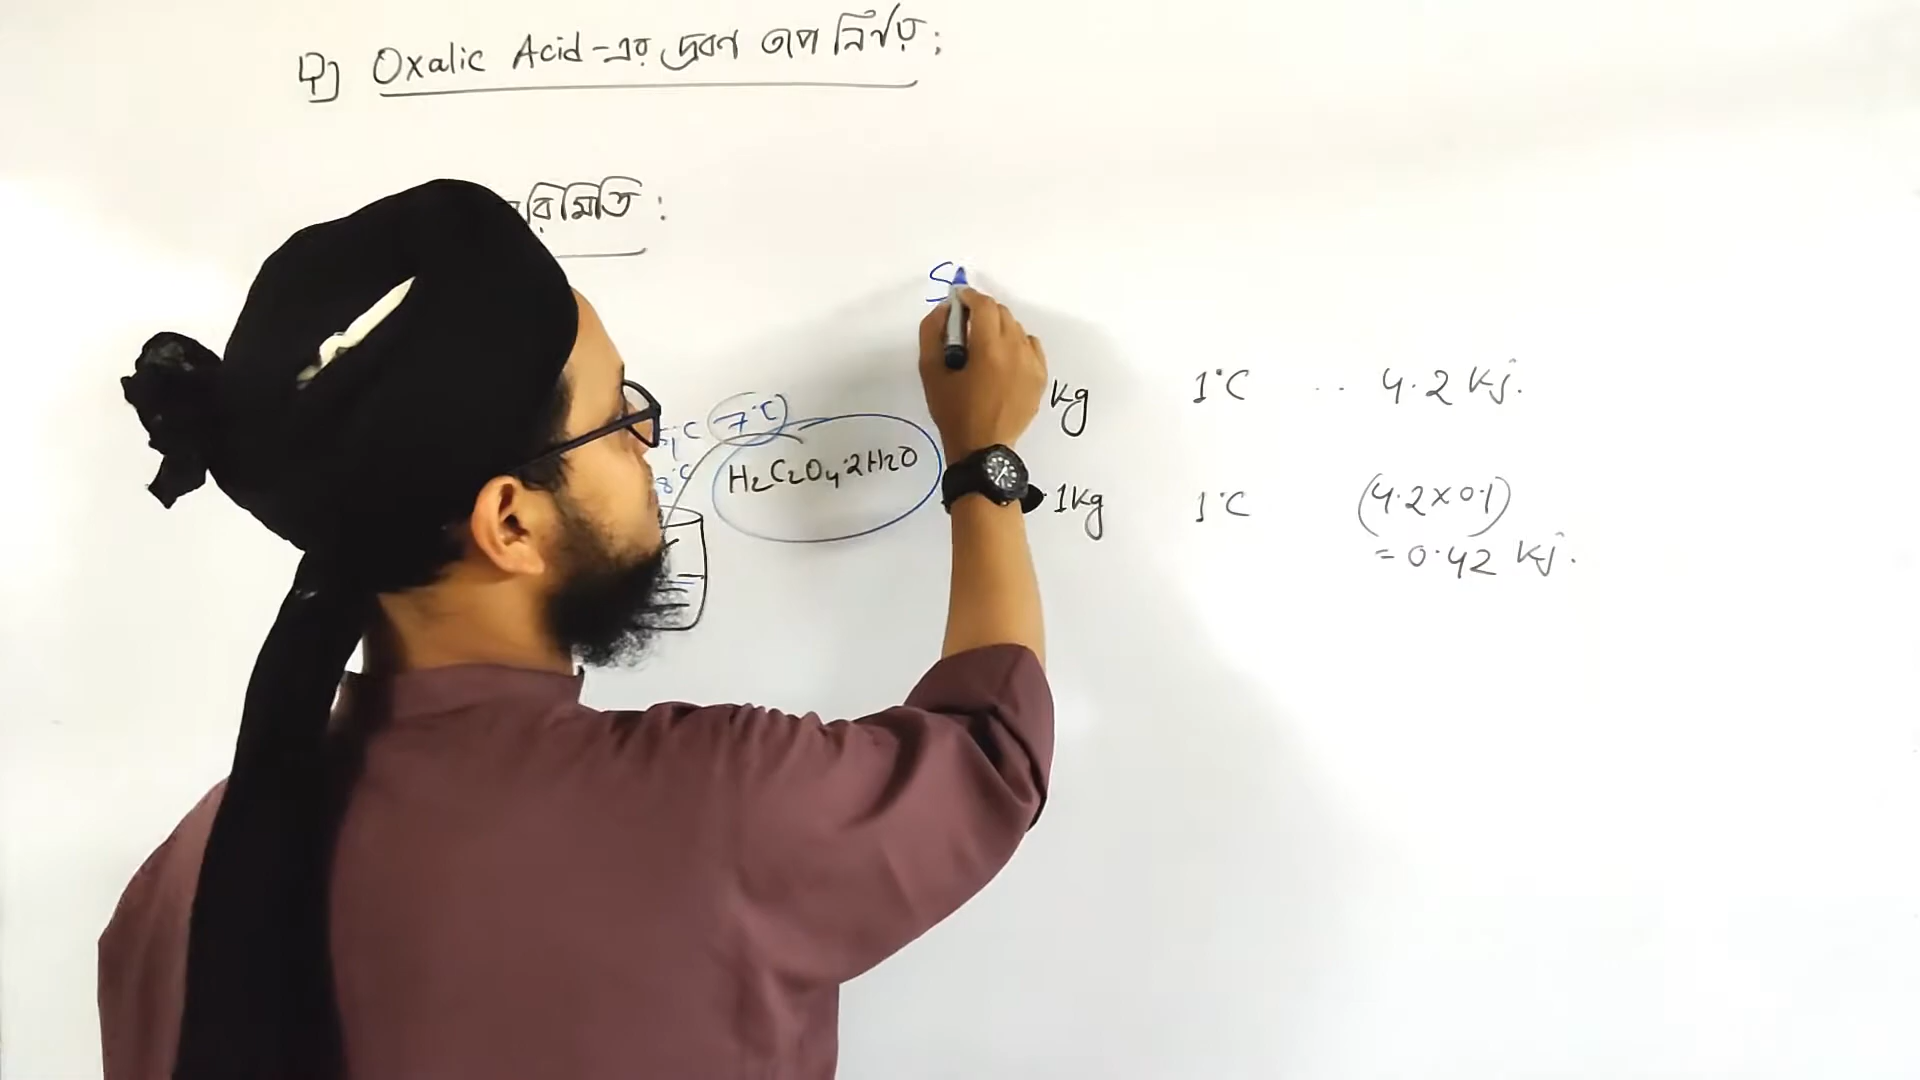 Oxalic Acid-এর দ্রবণ তাপ নির্ণয় :
রিমিতি :
S
kg 1°C .. 4.2 kj.
°C 7°C
8°C H₂C₂O₄·2H₂O
·1kg 1°C (4.2×0.1)
= 0.42 kj.